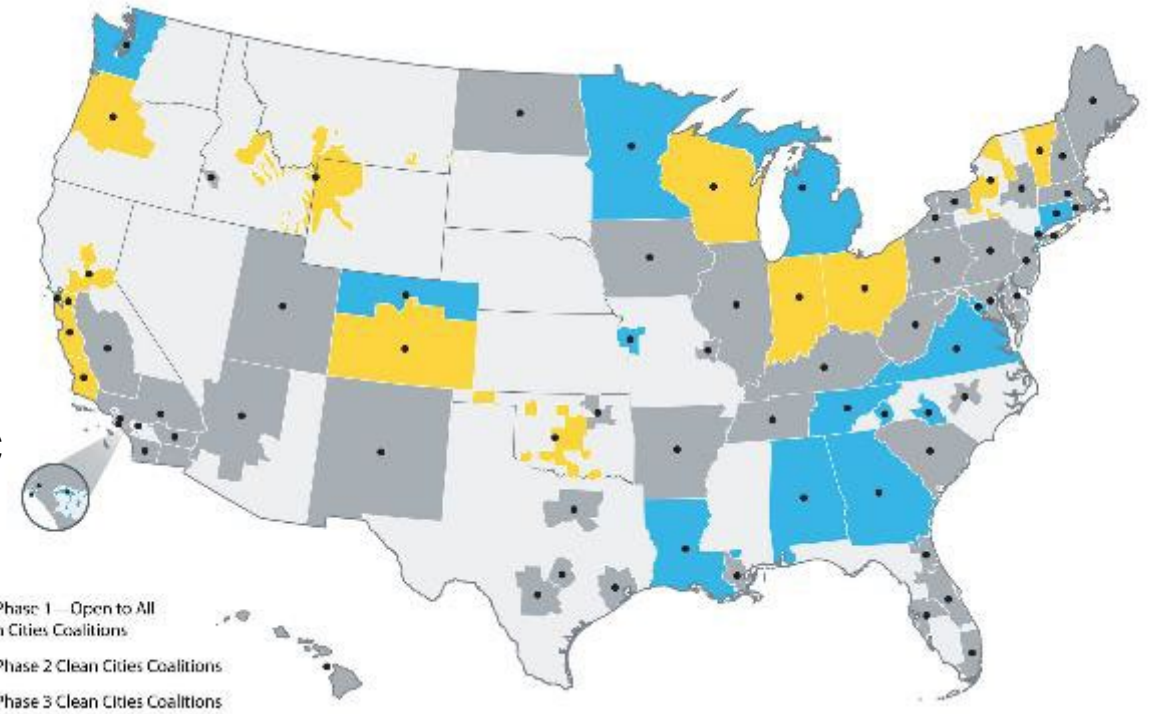 Phase 1—Open to All
n Cities Coalitions
Phase 2 Clean Cities Coalitions
Phase 3 Clean Cities Coalitions